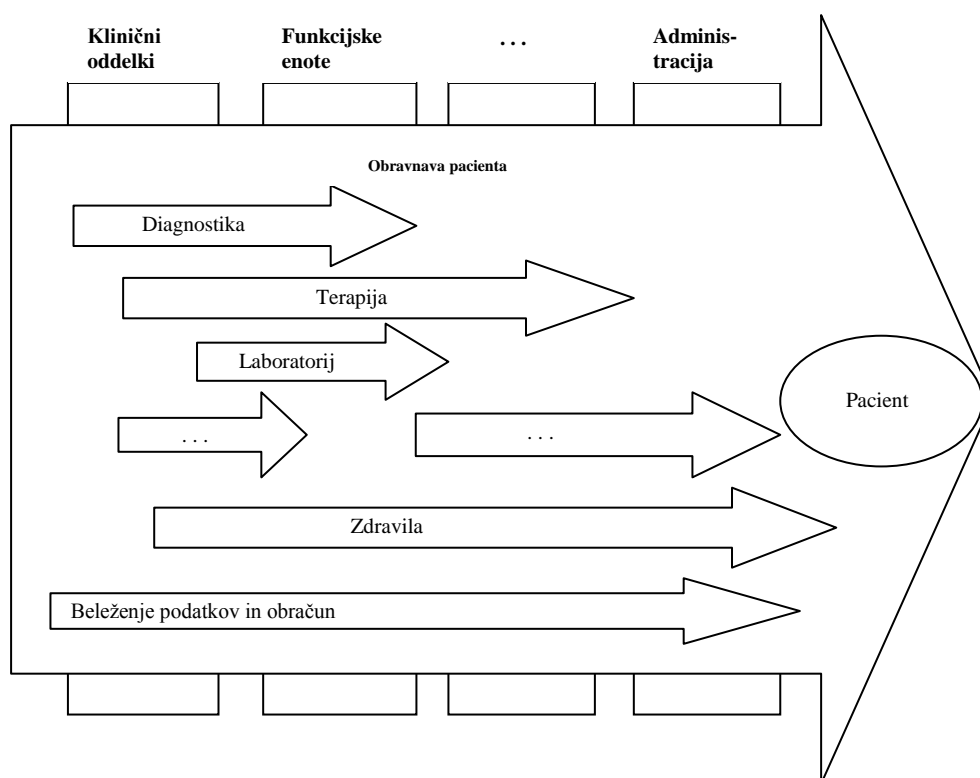 Klinični
oddelki
Funkcijske
enote
. . .
Adminis-
tracija
Obravnava pacienta
Diagnostika
Terapija
Laboratorij
Pacient
. . .
. . .
Zdravila
Beleženje podatkov in obračun